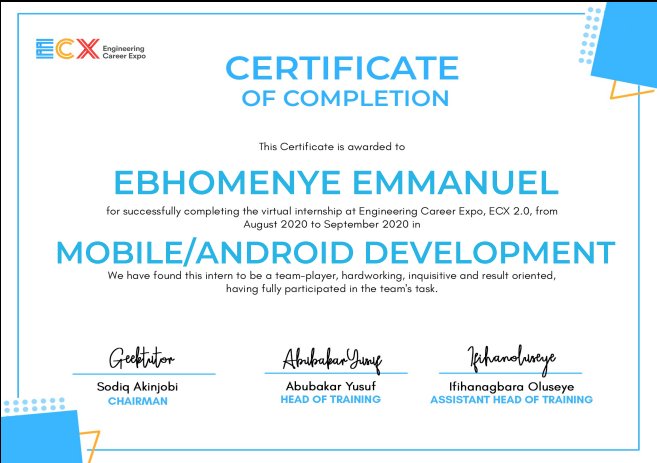 ECX Engineering
Career Expo
CERTIFICATE
OF COMPLETION
This Certificate is awarded to
EBHOMENYE EMMANUEL
for successfully completing the virtual internship at Engineering Career Expo, ECX 2.0, from
August 2020 to September 2020 in
MOBILE/ANDROID DEVELOPMENT
We have found this intern to be a team-player, hardworking, inquisitive and result oriented,
having fully participated in the team's task.
Geektutor
Sodiq Akinjobi
CHAIRMAN
AbubakarYusuf
Abubakar Yusuf
HEAD OF TRAINING
Ifihanoluseye
Ifihanagbara Oluseye
ASSISTANT HEAD OF TRAINING